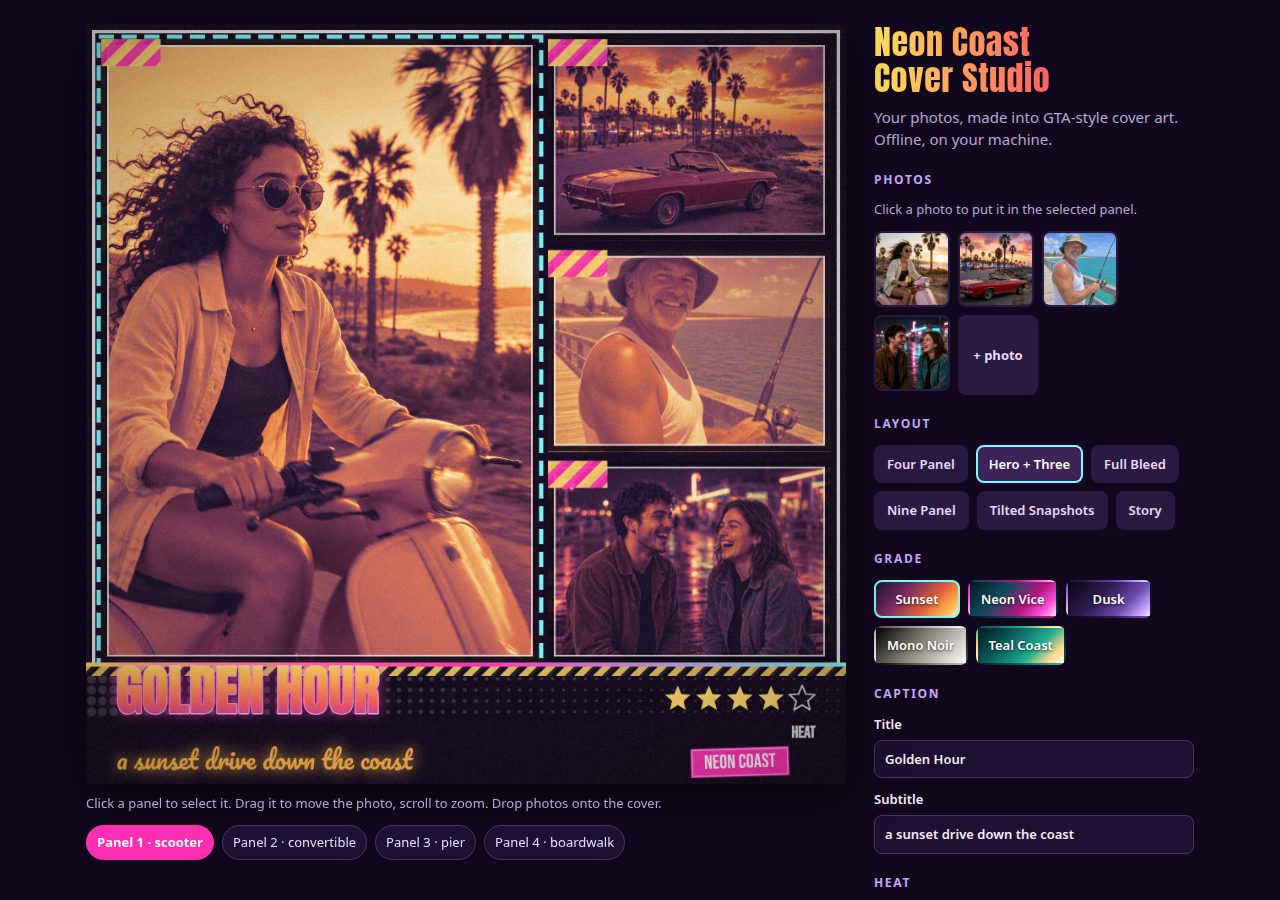 GOLDEN HOUR
HEAT
a sunset drive down the coast
NEON COAST
Click a panel to select it. Drag it to move the photo, scroll to zoom. Drop photos onto the cover.
Panel 1 · scooter
Panel 2 · convertible
Panel 3 · pier
Panel 4 · boardwalk
Neon Coast
Cover Studio
Your photos, made into GTA-style cover art.
Offline, on your machine.
PHOTOS
Click a photo to put it in the selected panel.
+ photo
LAYOUT
Four Panel
Hero + Three
Full Bleed
Nine Panel
Tilted Snapshots
Story
GRADE
Sunset
Neon Vice
Dusk
Mono Noir
Teal Coast
CAPTION
Title
Golden Hour
Subtitle
a sunset drive down the coast
HEAT